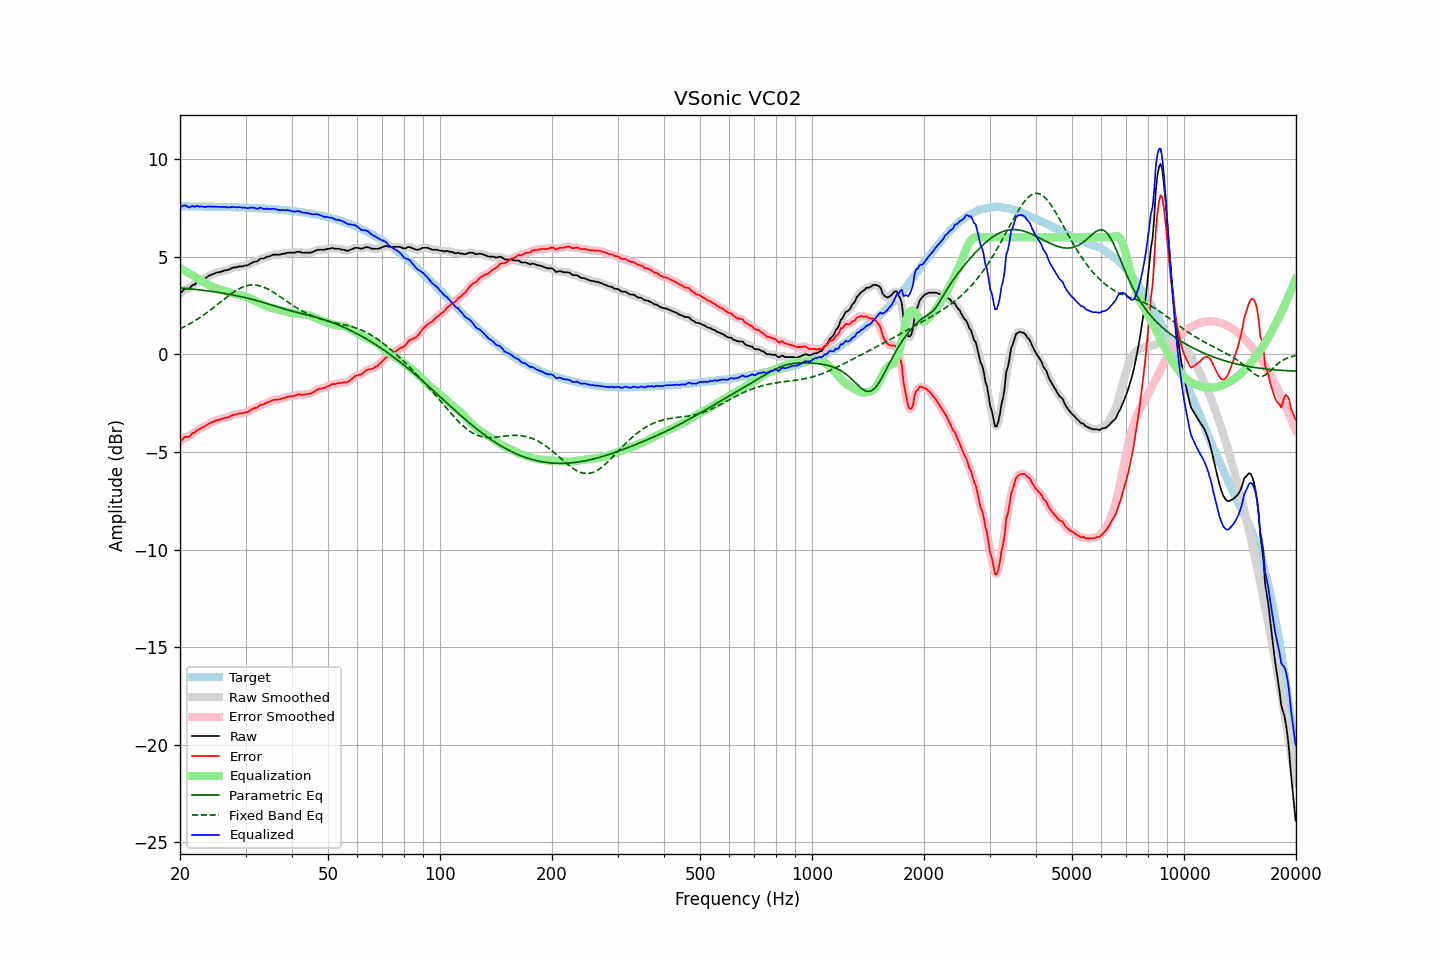 VSonic VC02
Amplitude (dBr)
10
5
0
−5
−10
−15
−20
−25
Target
Raw Smoothed
Error Smoothed
Raw
Error
Equalization
Parametric Eq
Fixed Band Eq
Equalized
20 50 100 200 500 1000 2000 5000 10000 20000
Frequency (Hz)